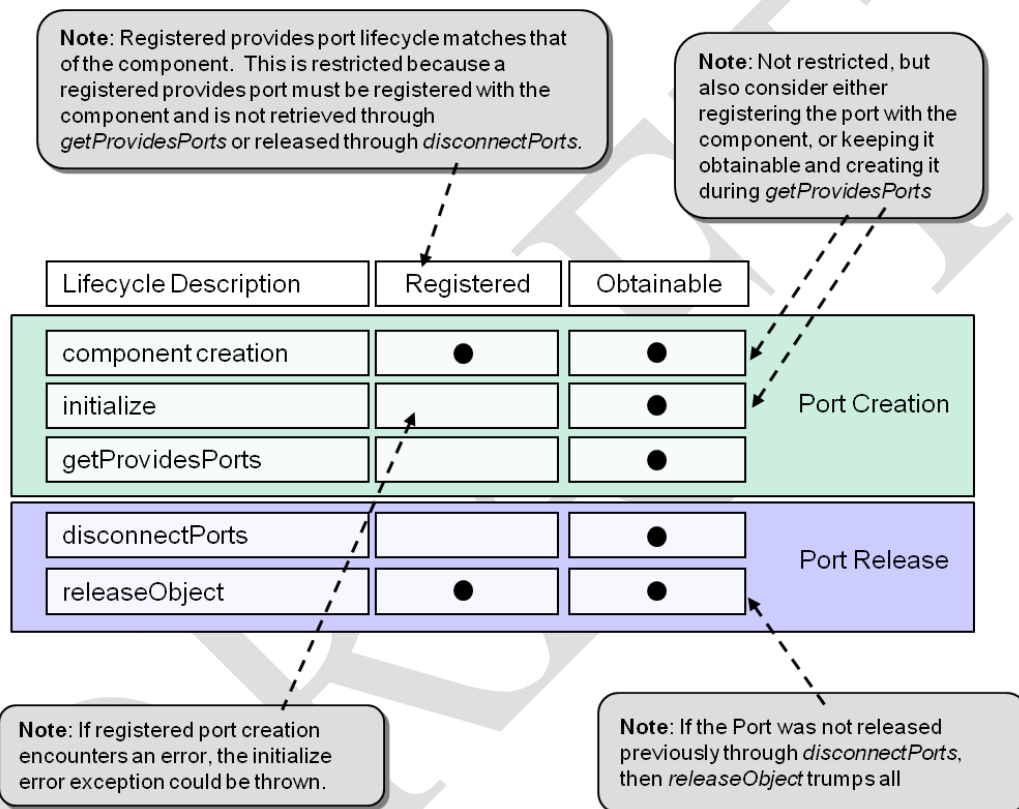 Note: Registered provides port lifecycle matches that
of the component. This is restricted because a
registered provides port must be registered with the
component and is not retrieved through
getProvidesPorts or released through disconnectPorts.
Note: Not restricted, but
also consider either
registering the port with the
component, or keeping it
obtainable and creating it
during getProvidesPorts
Lifecycle Description Registered Obtainable
component creation
initialize
getProvidesPorts
Port Creation
disconnectPorts
releaseObject
Port Release
Note: If registered port creation
encounters an error, the initialize
error exception could be thrown.
Note: If the Port was not released
previously through disconnectPorts,
then releaseObject trumps all